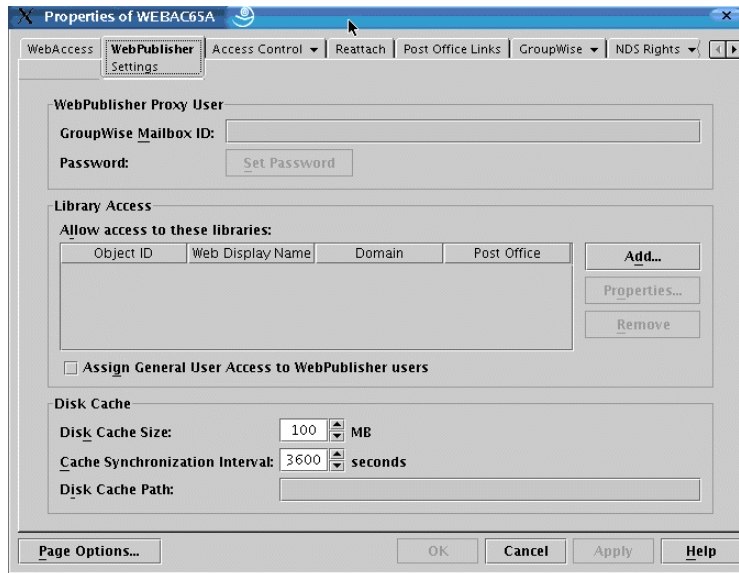 Properties of WEBAC65A
WebAccess WebPublisher Access Control Reattach Post Office Links GroupWise NDS Rights
Settings
WebPublisher Proxy User
GroupWise Mailbox ID:
Password: Set Password
Library Access
Allow access to these libraries:
Object ID Web Display Name Domain Post Office
Add...
Properties...
Remove
Assign General User Access to WebPublisher users
Disk Cache
Disk Cache Size: 100 MB
Cache Synchronization Interval: 3600 seconds
Disk Cache Path:
Page Options... OK Cancel Apply Help